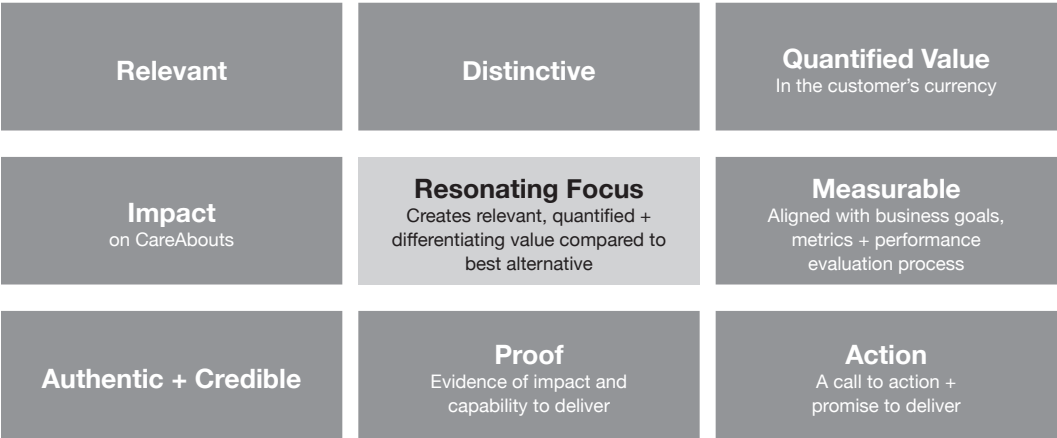 Relevant
Distinctive
Quantified Value
In the customer's currency
Impact
on CareAbouts
Resonating Focus
Creates relevant, quantified +
differentiating value compared to
best alternative
Measurable
Aligned with business goals,
metrics + performance
evaluation process
Authentic + Credible
Proof
Evidence of impact and
capability to deliver
Action
A call to action +
promise to deliver